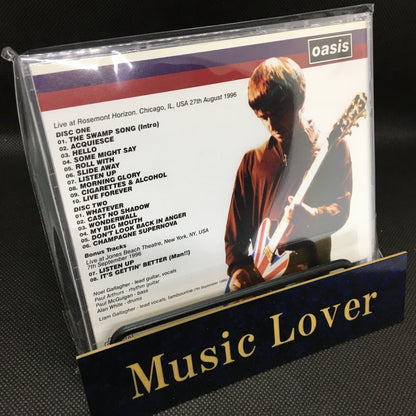 oasis
Live at Rosemont Horizon. Chicago, IL, USA 27th August 1996
DISC ONE
01. THE SWAMP SONG (Intro)
02. ACQUIESCE
03. HELLO
04. SOME MIGHT SAY
05. ROLL WITH
06. SLIDE AWAY
07. LISTEN UP
08. MORNING GLORY
09. CIGARETTES & ALCOHOL
10. LIVE FOREVER
DISC TWO
01. WHATEVER
02. CAST NO SHADOW
03. WONDERWALL
04. MY BIG MOUTH
05. DON'T LOOK BACK IN ANGER
06. CHAMPAGNE SUPERNOVA
Bonus Tracks
Live at Jones Beach Theatre. New York, NY, USA
7th September 1996
07. LISTEN UP
08. IT'S GETTIN' BETTER (Man!!)
Noel Gallagher - lead guitar, vocals
Paul Arthurs - rhythm guitar
Paul McGuigan - bass
Alan White - drums
Liam Gallagher - lead vocals, tambourine
Music Lover